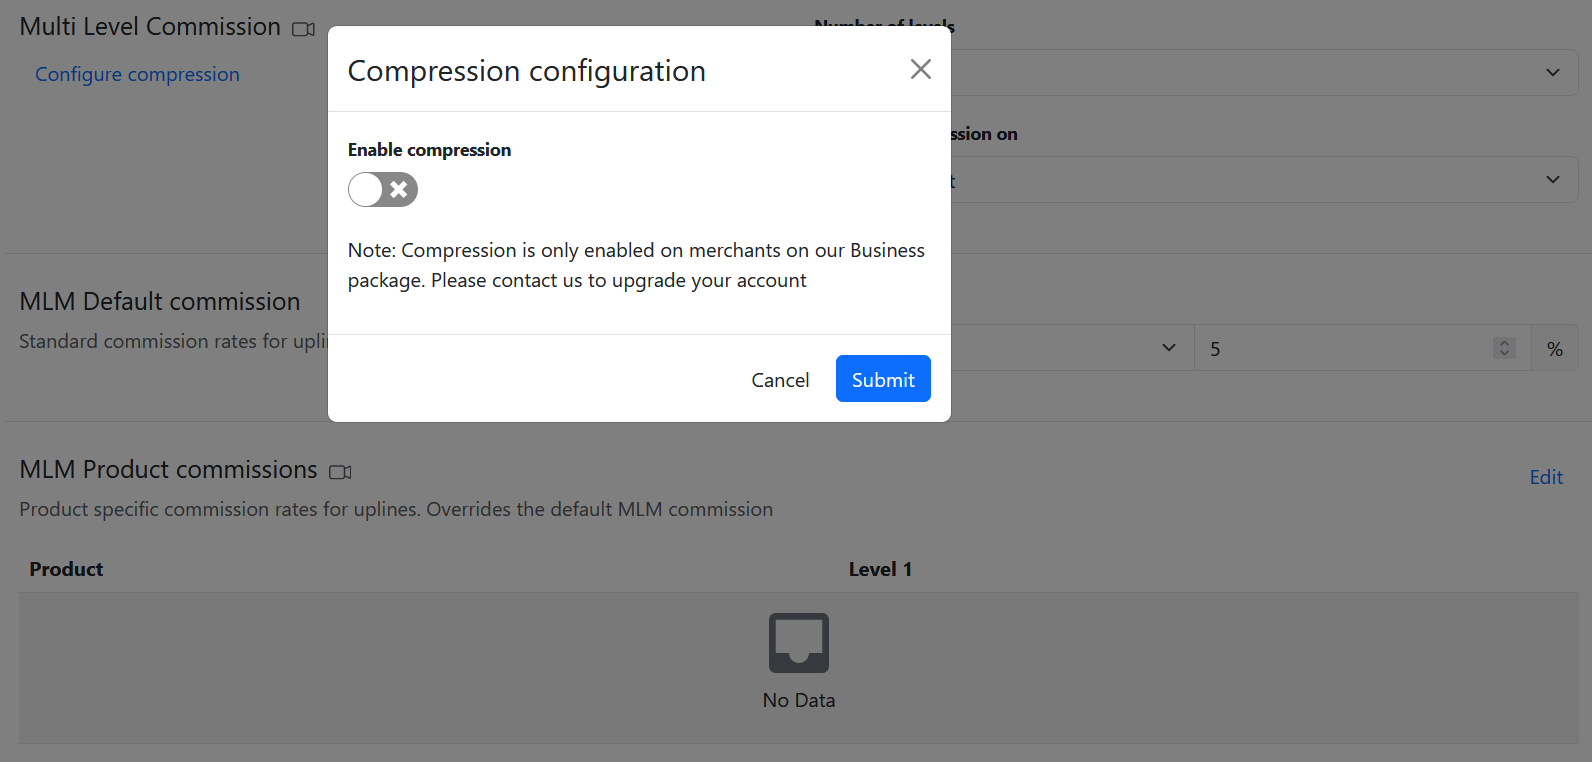 Multi Level Commission
Configure compression
Number of levels
Compression configuration
Enable compression
Note: Compression is only enabled on merchants on our Business
package. Please contact us to upgrade your account
Cancel
Submit
ssion on
t
MLM Default commission
Standard commission rates for upli
5
%
MLM Product commissions
Edit
Product specific commission rates for uplines. Overrides the default MLM commission
Product
Level 1
No Data